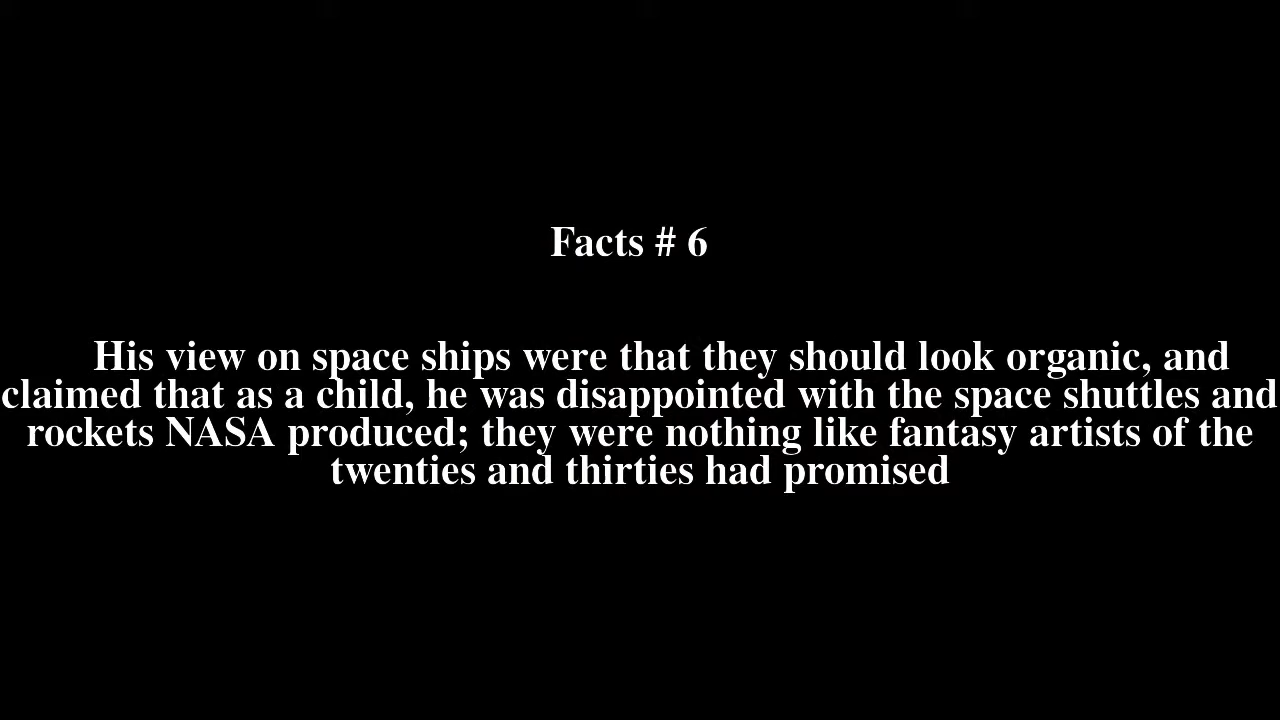 Facts # 6
His view on space ships were that they should look organic, and
claimed that as a child, he was disappointed with the space shuttles and
rockets NASA produced; they were nothing like fantasy artists of the
twenties and thirties had promised